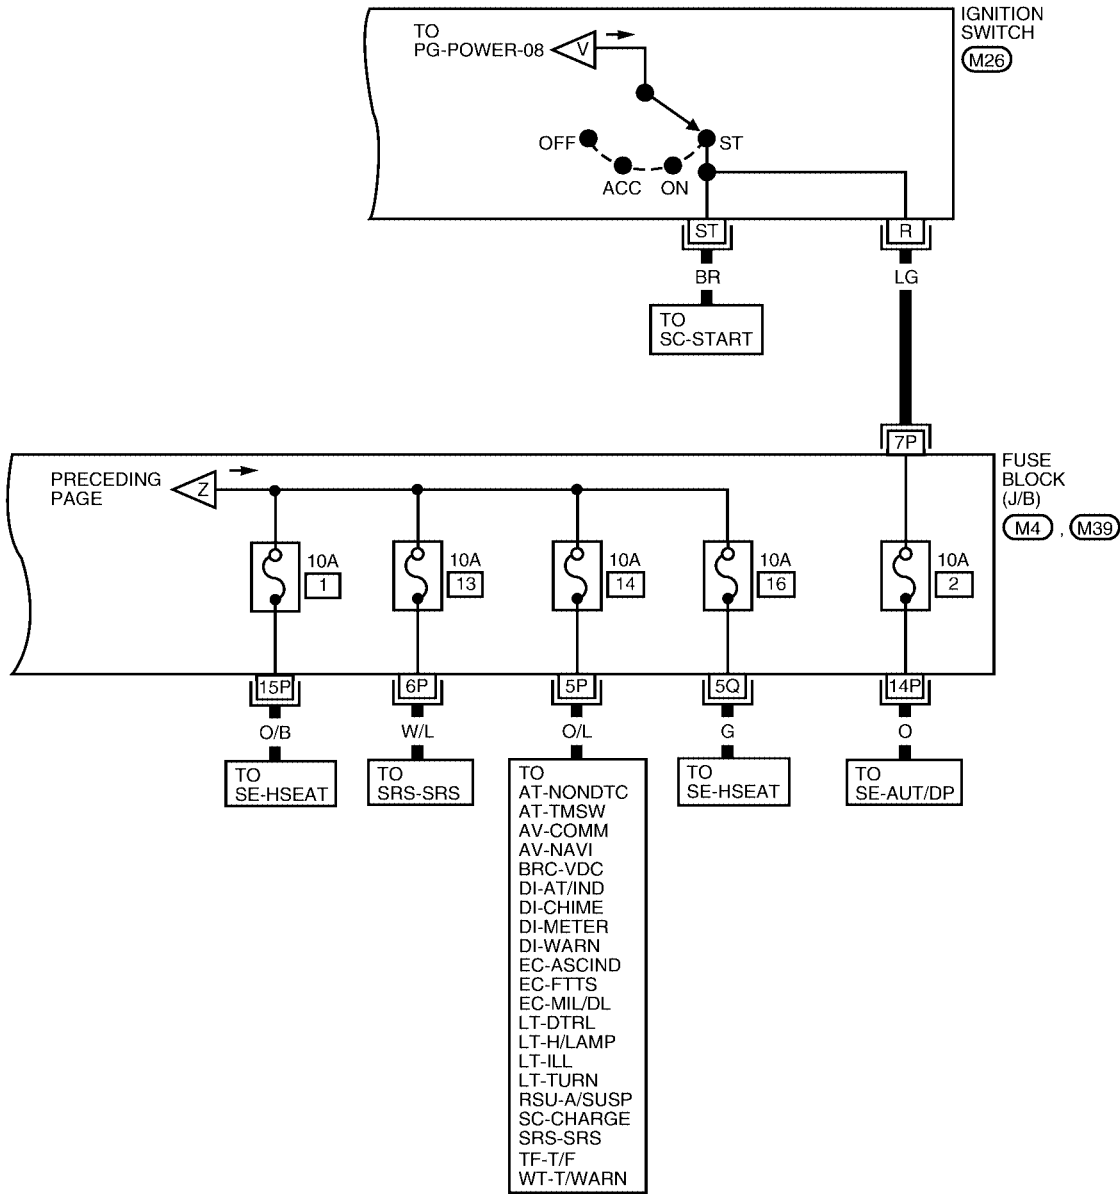 TO
PG-POWER-08
V
IGNITION
SWITCH
M26
OFF
ACC
ON
ST
ST
R
BR
LG
TO
SC-START
7P
PRECEDING
PAGE
Z
FUSE
BLOCK
(J/B)
M4 , M39
10A
1
10A
13
10A
14
10A
16
10A
2
15P
6P
5P
5Q
14P
O/B
W/L
O/L
G
O
TO
SE-HSEAT
TO
SRS-SRS
TO
AT-NONDTC
AT-TMSW
AV-COMM
AV-NAVI
BRC-VDC
DI-AT/IND
DI-CHIME
DI-METER
DI-WARN
EC-ASCIND
EC-FTTS
EC-MIL/DL
LT-DTRL
LT-H/LAMP
LT-ILL
LT-TURN
RSU-A/SUSP
SC-CHARGE
SRS-SRS
TF-T/F
WT-T/WARN
TO
SE-HSEAT
TO
SE-AUT/DP